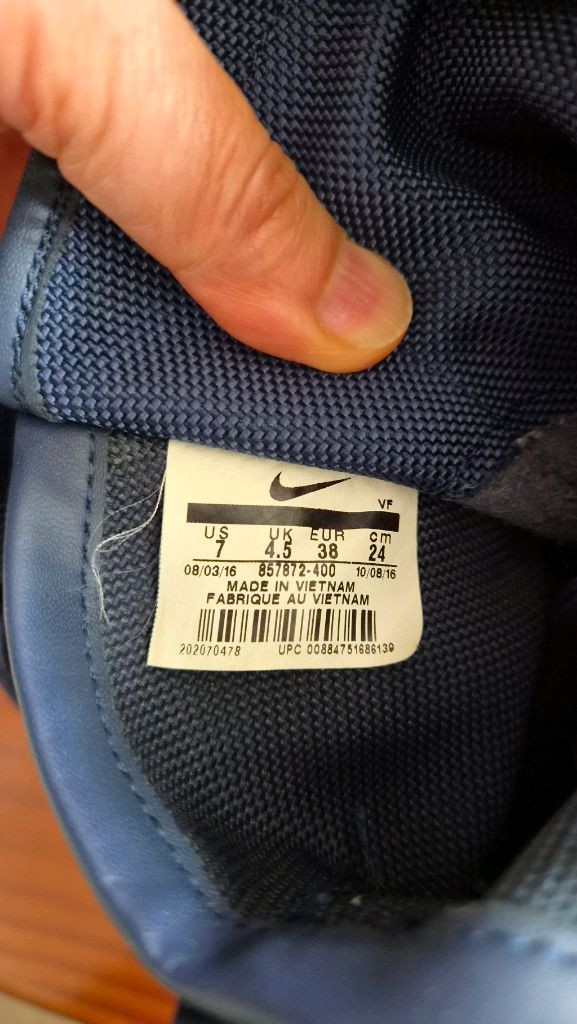 VF
US UK EUR cm
7 4.5 38 24
08/03/16 857872-400 10/08/16
MADE IN VIETNAM
FABRIQUE AU VIETNAM
202070478 UPC 00884751686139